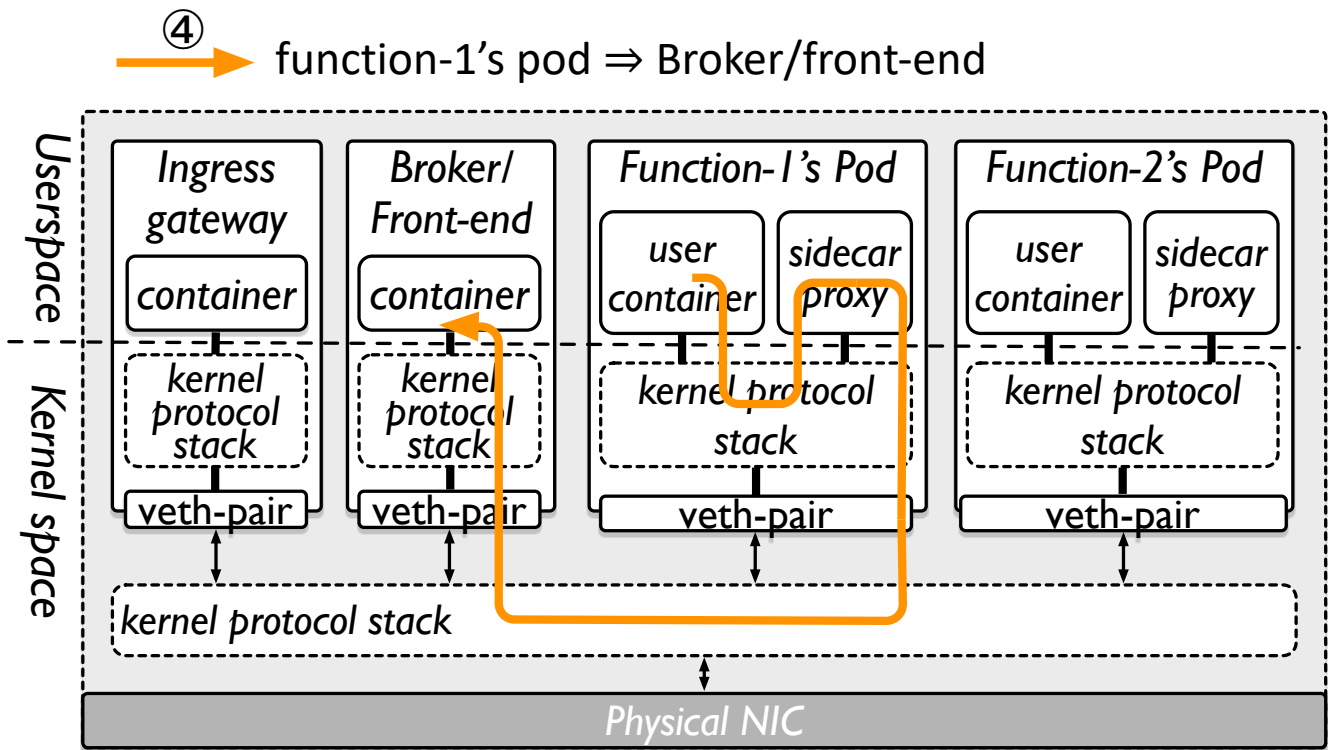 ④
function-1's pod ⇒ Broker/front-end
Userspace
Kernel space
Ingress
gateway
container
kernel
protocol
stack
veth-pair
Broker/
Front-end
container
kernel
protocol
stack
veth-pair
Function-1's Pod
user
container
sidecar
proxy
kernel protocol
stack
veth-pair
Function-2's Pod
user
container
sidecar
proxy
kernel protocol
stack
veth-pair
kernel protocol stack
Physical NIC